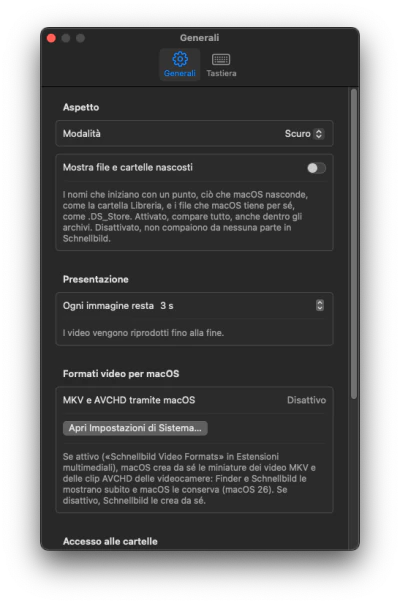 Generali
Generali
Tastiera
Aspetto
Modalità
Scuro
Mostra file e cartelle nascosti
I nomi che iniziano con un punto, ciò che macOS nasconde,
come la cartella Libreria, e i file che macOS tiene per sé,
come .DS_Store. Attivato, compare tutto, anche dentro gli
archivi. Disattivato, non compaiono da nessuna parte in
Schnellbild.
Presentazione
Ogni immagine resta 3 s
I video vengono riprodotti fino alla fine.
Formati video per macOS
MKV e AVCHD tramite macOS
Disattivo
Apri Impostazioni di Sistema...
Se attivo («Schnellbild Video Formats» in Estensioni
multimediali), macOS crea da sé le miniature dei video MKV e
delle clip AVCHD delle videocamere: Finder e Schnellbild le
mostrano subito e macOS le conserva (macOS 26). Se
disattivo, Schnellbild le crea da sé.
Accesso alle cartelle